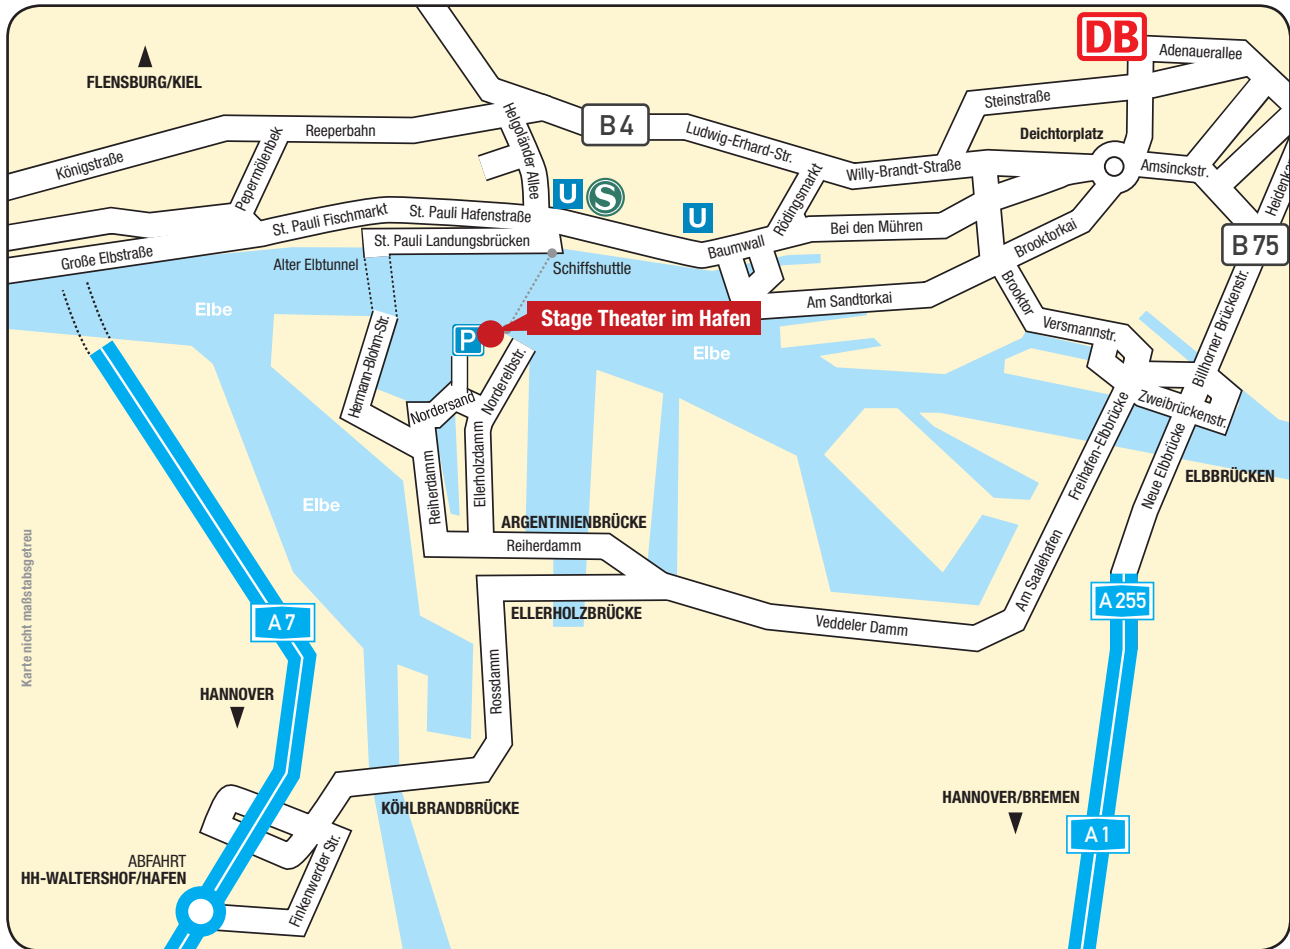 DB
Adenauerallee
FLENSBURG/KIEL
Steinstraße
Helgoländer Allee
B 4
Ludwig-Erhard-Str.
Reeperbahn
Deichtorplatz
Königstraße
Pepermölenbek
Willy-Brandt-Straße
Amsinckstr.
U
S
Rödingsmarkt
St. Pauli Fischmarkt
St. Pauli Hafenstraße
U
Bei den Mühren
Brooktorkai
B 75
St. Pauli Landungsbrücken
Baumwall
Große Elbstraße
Alter Elbtunnel
Schiffshuttle
Am Sandtorkai
Brooktor
Elbe
P
Stage Theater im Hafen
Versmannstr.
Billhorner Brückenstr.
Elbe
Hermann-Blohm-Str.
Norderelbstr.
Nordersand
Zweibrückenstr.
Freihafen-Elbbrücke
Neue Elbbrücke
ELBBRÜCKEN
Reiherdamm
Ellerholzdamm
Elbe
ARGENTINIENBRÜCKE
Reiherdamm
Am Saalehafen
Karte nicht maßstabsgetreu
A 7
ELLERHOLZBRÜCKE
A 255
Veddeler Damm
Rossdamm
HANNOVER
KÖHLBRANDBRÜCKE
HANNOVER/BREMEN
A 1
ABFAHRT
HH-WALTERSHOF/HAFEN
Finkenwerder Str.